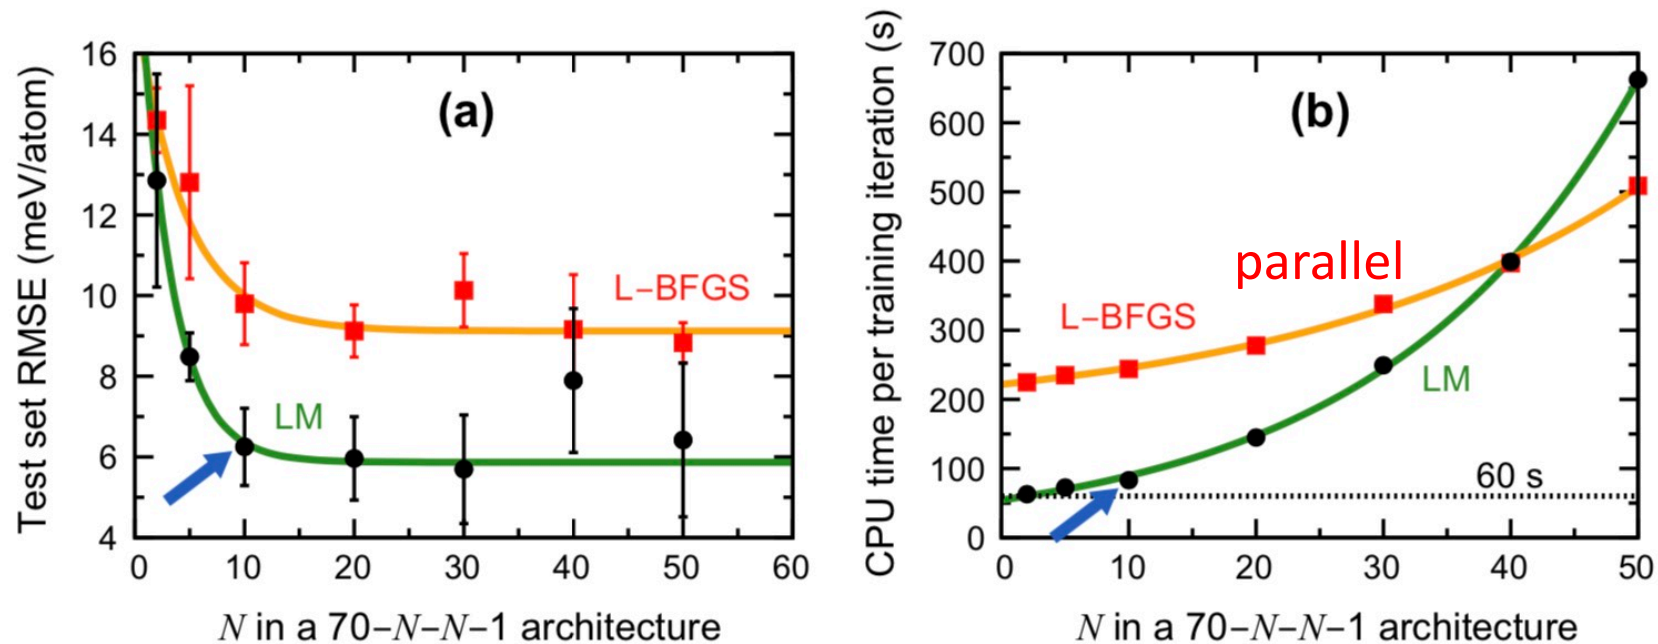 Test set RMSE (meV/atom)
16
14
12
10
8
6
4
(a)
L–BFGS
LM
0 10 20 30 40 50 60
N in a 70–N–N–1 architecture
CPU time per training iteration (s)
700
600
500
400
300
200
100
0
(b)
parallel
L–BFGS
LM
60 s
0 10 20 30 40 50
N in a 70–N–N–1 architecture